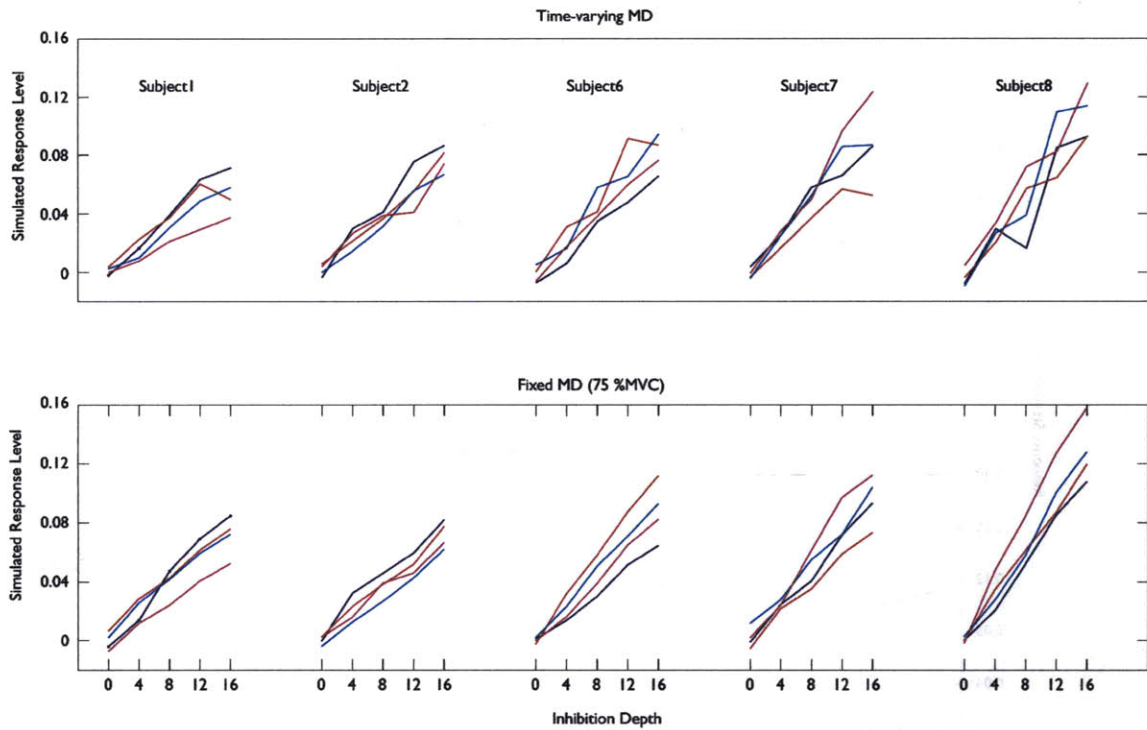 Time-varying MD
0.16
Subject1 Subject2 Subject6 Subject7 Subject8
0.12
0.08
0.04
0
Simulated Response Level
Fixed MD (75 %MVC)
0.16
0.12
0.08
0.04
0
Simulated Response Level
0 4 8 12 16 0 4 8 12 16 0 4 8 12 16 0 4 8 12 16 0 4 8 12 16
Inhibition Depth